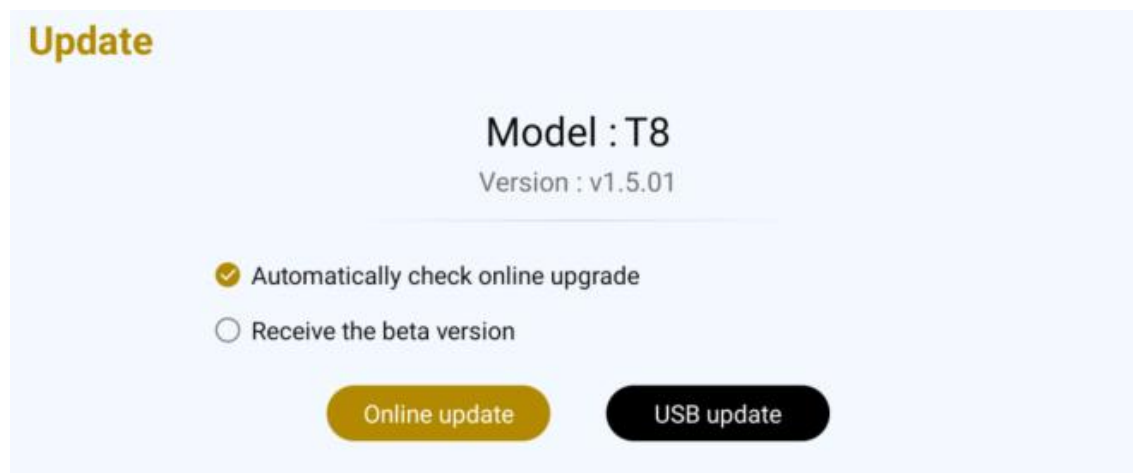 Update
Model : T8
Version : v1.5.01
Automatically check online upgrade
Receive the beta version
Online update
USB update